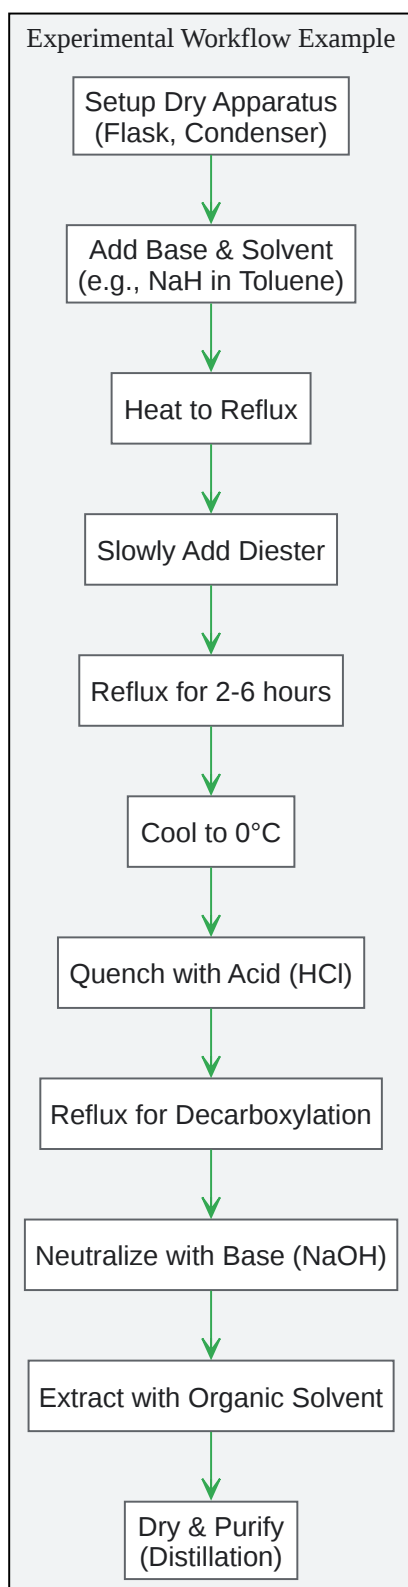 Experimental Workflow Example
Setup Dry Apparatus
(Flask, Condenser)
Add Base & Solvent
(e.g., NaH in Toluene)
Heat to Reflux
Slowly Add Diester
Reflux for 2-6 hours
Cool to 0°C
Quench with Acid (HCl)
Reflux for Decarboxylation
Neutralize with Base (NaOH)
Extract with Organic Solvent
Dry & Purify
(Distillation)